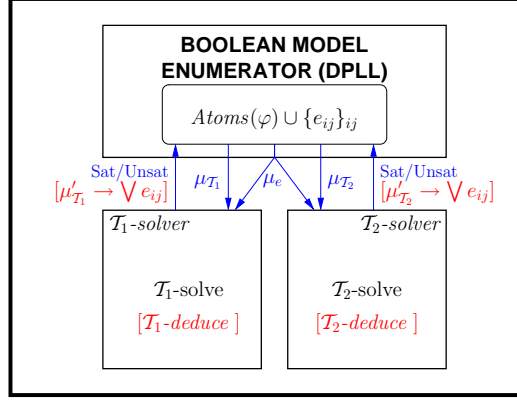 BOOLEAN MODEL
ENUMERATOR (DPLL)
Atoms(φ) ∪ {e_ij}_ij
Sat/Unsat
[μ′_𝒯1 → ⋁ e_ij]
μ_𝒯1
μ_e
μ_𝒯2
Sat/Unsat
[μ′_𝒯2 → ⋁ e_ij]
𝒯1-solver
𝒯2-solver
𝒯1-solve
[𝒯1-deduce ]
𝒯2-solve
[𝒯2-deduce ]